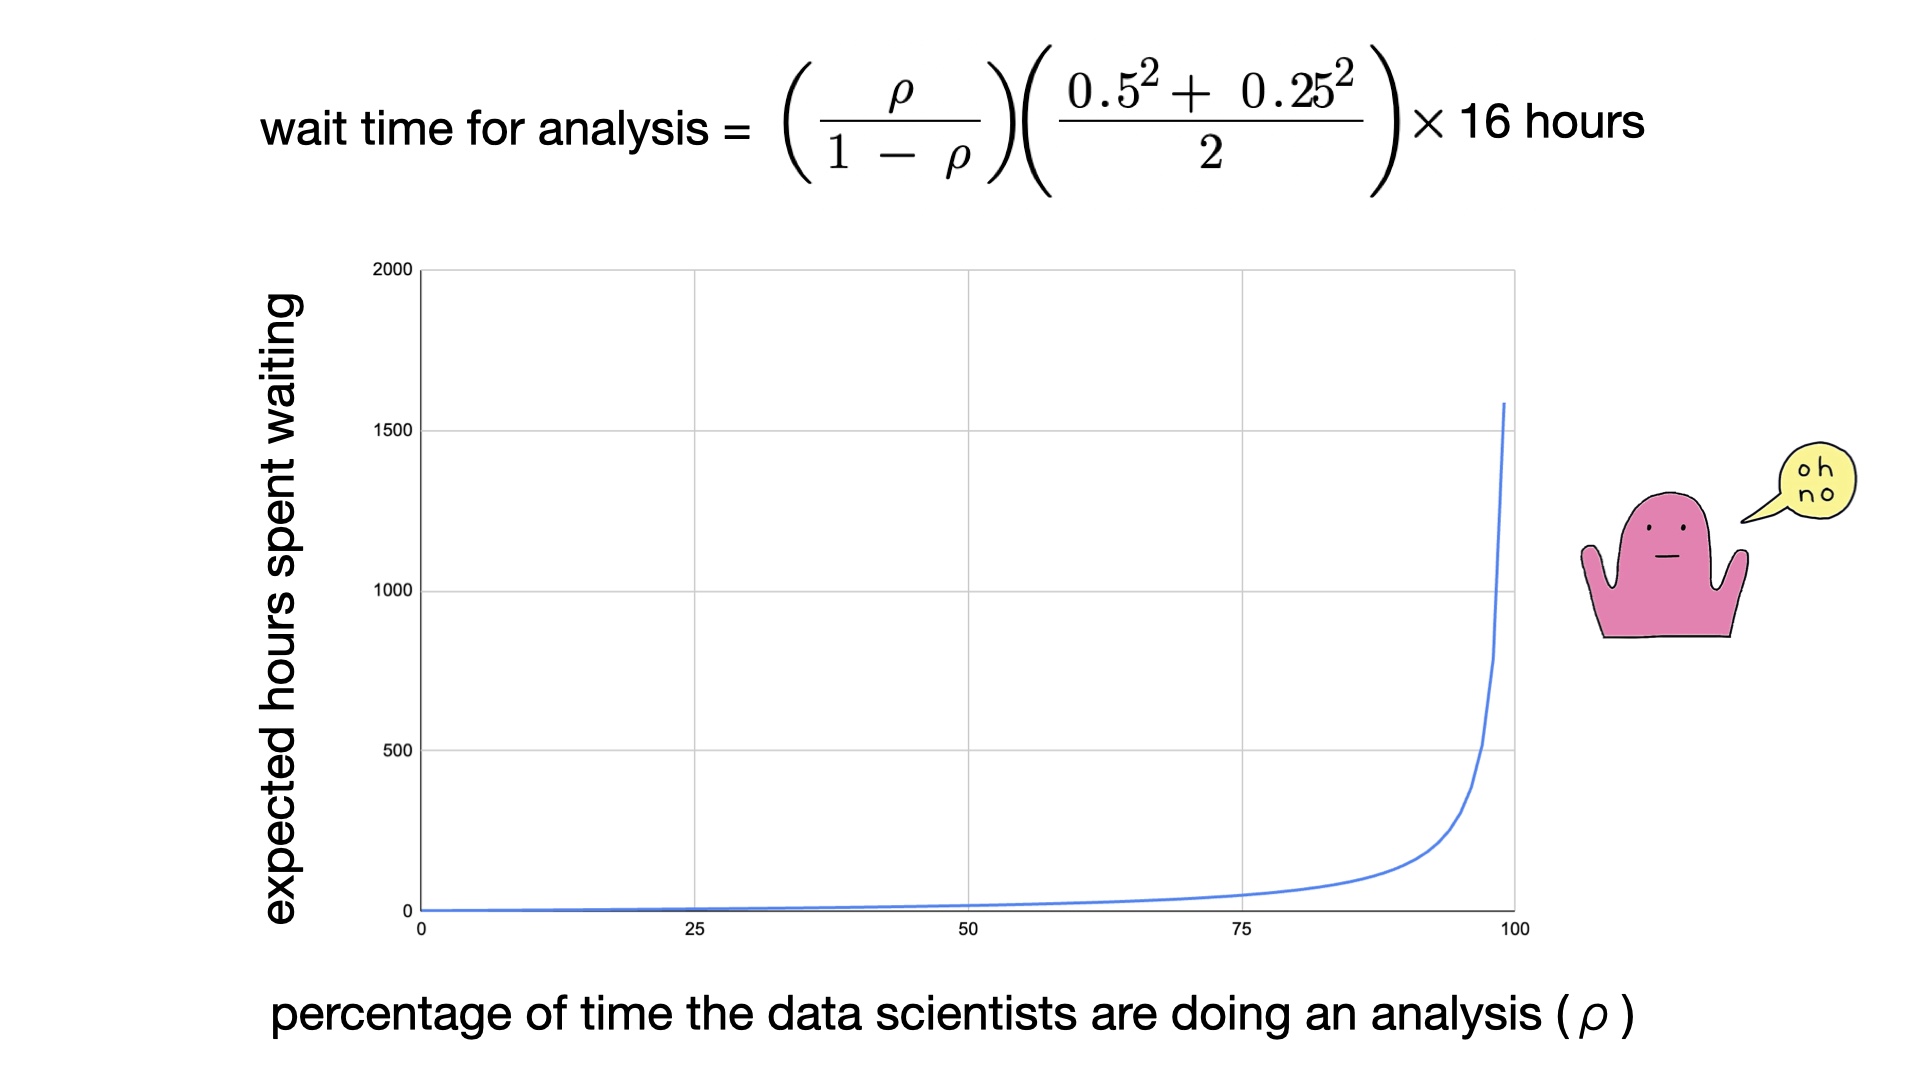 wait time for analysis = (ρ / (1 − ρ)) ((0.5² + 0.25²) / 2) × 16 hours
expected hours spent waiting
2000
1500
1000
500
0
0 25 50 75 100
oh
no
percentage of time the data scientists are doing an analysis (ρ)